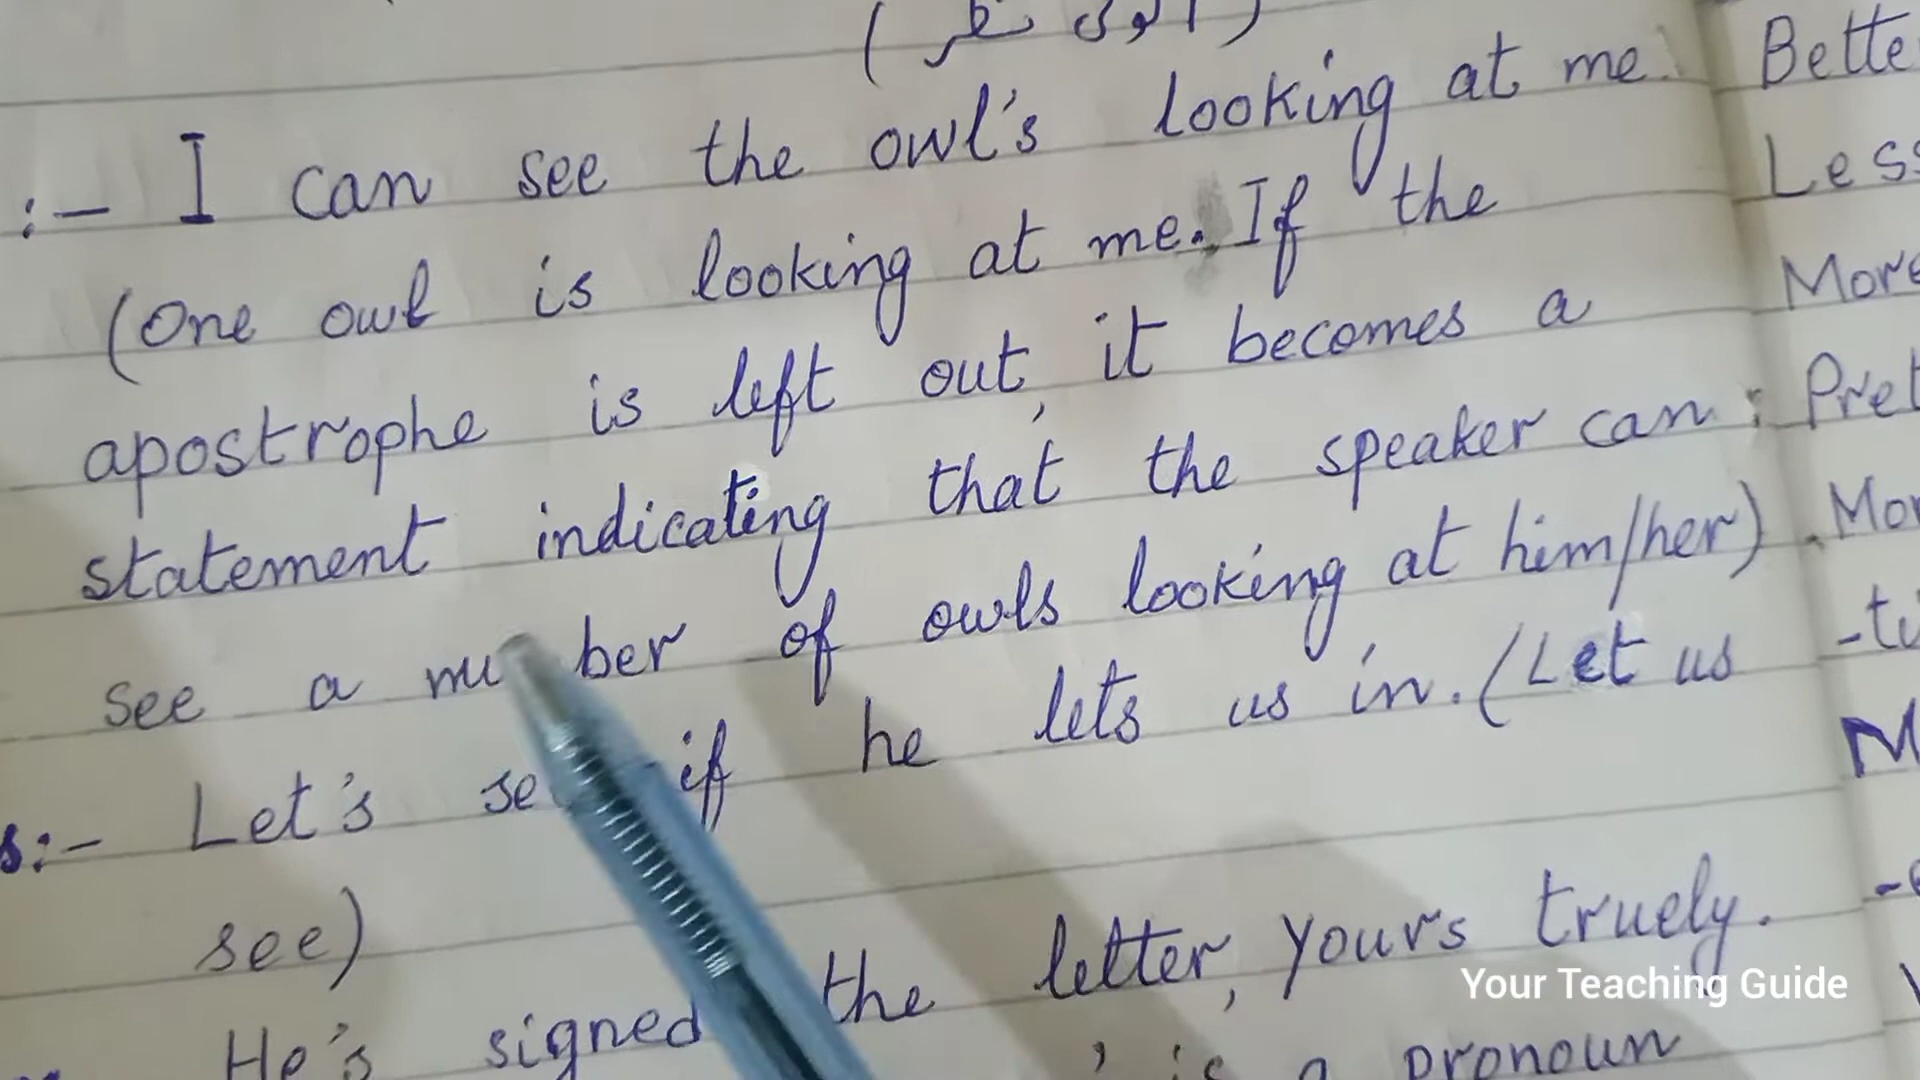 :- I can see the owl's looking at me.
(One owl is looking at me. If the
apostrophe is left out, it becomes a
statement indicating that the speaker can
see a number of owls looking at him/her)
s:- Let's see if he lets us in. (Let us
see)
He's signed the letter, yours truely.
' is a pronoun
Bette
Less
More
Pret
Mor
M
Your Teaching Guide